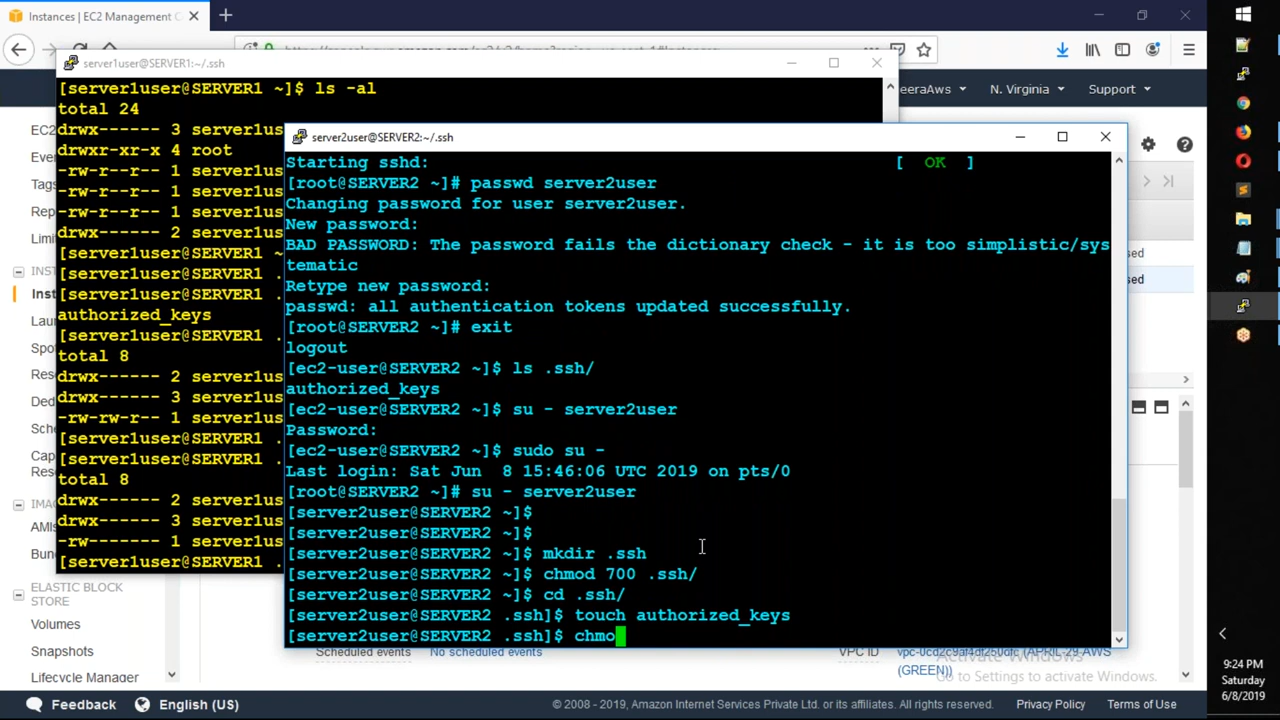 Instances | EC2 Management C
server1user@SERVER1:~/.ssh
[server1user@SERVER1 ~]$ ls -al
total 24
drwx------ 3 server1us
drwxr-xr-x 4 root
-rw-r--r-- 1 server1us
-rw-r--r-- 1 server1us
-rw-r--r-- 1 server1us
drwx------ 2 server1us
[server1user@SERVER1 ~
[server1user@SERVER1 .
[server1user@SERVER1 .
authorized_keys
[server1user@SERVER1 .
total 8
drwx------ 2 server1us
drwx------ 3 server1us
-rw-rw-r-- 1 server1us
[server1user@SERVER1 .
[server1user@SERVER1 .
total 8
drwx------ 2 server1us
drwx------ 3 server1us
-rw------- 1 server1us
[server1user@SERVER1 .
server2user@SERVER2:~/.ssh
Starting sshd: [ OK ]
[root@SERVER2 ~]# passwd server2user
Changing password for user server2user.
New password:
BAD PASSWORD: The password fails the dictionary check - it is too simplistic/sys
tematic
Retype new password:
passwd: all authentication tokens updated successfully.
[root@SERVER2 ~]# exit
logout
[ec2-user@SERVER2 ~]$ ls .ssh/
authorized_keys
[ec2-user@SERVER2 ~]$ su - server2user
Password:
[ec2-user@SERVER2 ~]$ sudo su -
Last login: Sat Jun  8 15:46:06 UTC 2019 on pts/0
[root@SERVER2 ~]# su - server2user
[server2user@SERVER2 ~]$
[server2user@SERVER2 ~]$
[server2user@SERVER2 ~]$ mkdir .ssh
[server2user@SERVER2 ~]$ chmod 700 .ssh/
[server2user@SERVER2 ~]$ cd .ssh/
[server2user@SERVER2 .ssh]$ touch authorized_keys
[server2user@SERVER2 .ssh]$ chmo
eeraAws
N. Virginia
Support
EC2
Eve
Tags
Rep
Limi
INST
Inst
Lau
Spot
Res
Ded
Sch
Cap
Res
IMA
AMIs
Bun
ELASTIC BLOCK
STORE
Volumes
Snapshots
Lifecycle Manager
sed
sed
Scheduled events
No scheduled events
VPC ID
vpc-0cd2c9af4df250dfc (APRIL-29-AWS
(GREEN))
Activate Windows
Go to Settings to activate Windows.
Feedback
English (US)
© 2008 - 2019, Amazon Internet Services Private Ltd. or its affiliates. All rights reserved.
Privacy Policy
Terms of Use
9:24 PM
Saturday
6/8/2019